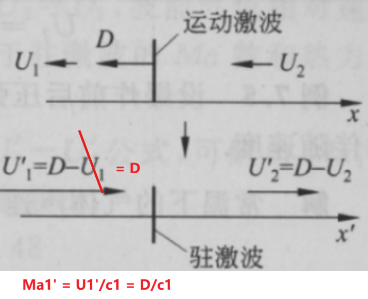 运动激波
U₁ D U₂
x
U'₁=D-U₁ = D U'₂=D-U₂
x'
驻激波
Ma1' = U1'/c1 = D/c1